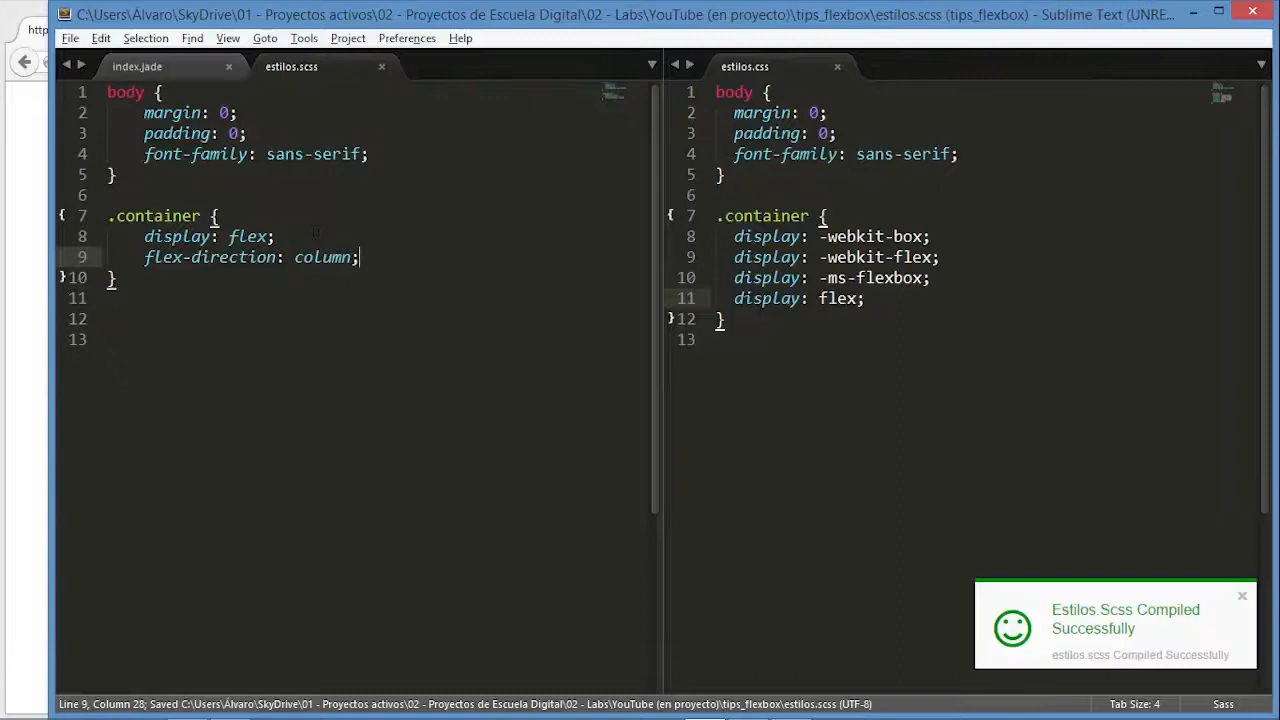 http
C:\Users\Álvaro\SkyDrive\01 - Proyectos activos\02 - Proyectos de Escuela Digital\02 - Labs\YouTube (en proyecto)\tips_flexbox\estilos.scss (tips_flexbox) - Sublime Text (UNRE...
File Edit Selection Find View Goto Tools Project Preferences Help
index.jade × estilos.scss ×
1 body {
2 margin: 0;
3 padding: 0;
4 font-family: sans-serif;
5 }
6
7 .container {
8 display: flex;
9 flex-direction: column;
10 }
11
12
13
estilos.css ×
1 body {
2 margin: 0;
3 padding: 0;
4 font-family: sans-serif;
5 }
6
7 .container {
8 display: -webkit-box;
9 display: -webkit-flex;
10 display: -ms-flexbox;
11 display: flex;
12 }
13
Estilos.Scss Compiled
Successfully
estilos.scss Compiled Successfully
Line 9, Column 28; Saved C:\Users\Álvaro\SkyDrive\01 - Proyectos activos\02 - Proyectos de Escuela Digital\02 - Labs\YouTube (en proyecto)\tips_flexbox\estilos.scss (UTF-8) Tab Size: 4 Sass